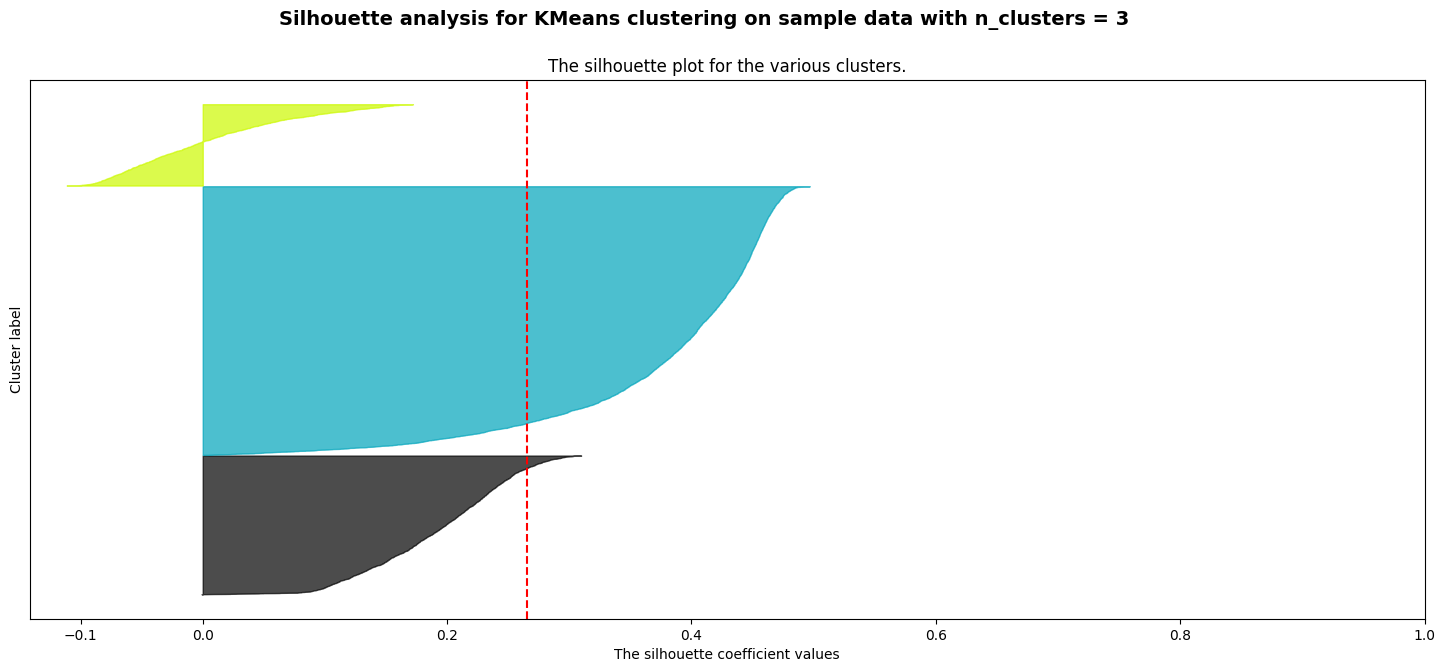 Silhouette analysis for KMeans clustering on sample data with n_clusters = 3
The silhouette plot for the various clusters.
Cluster label
−0.1 0.0 0.2 0.4 0.6 0.8 1.0
The silhouette coefficient values